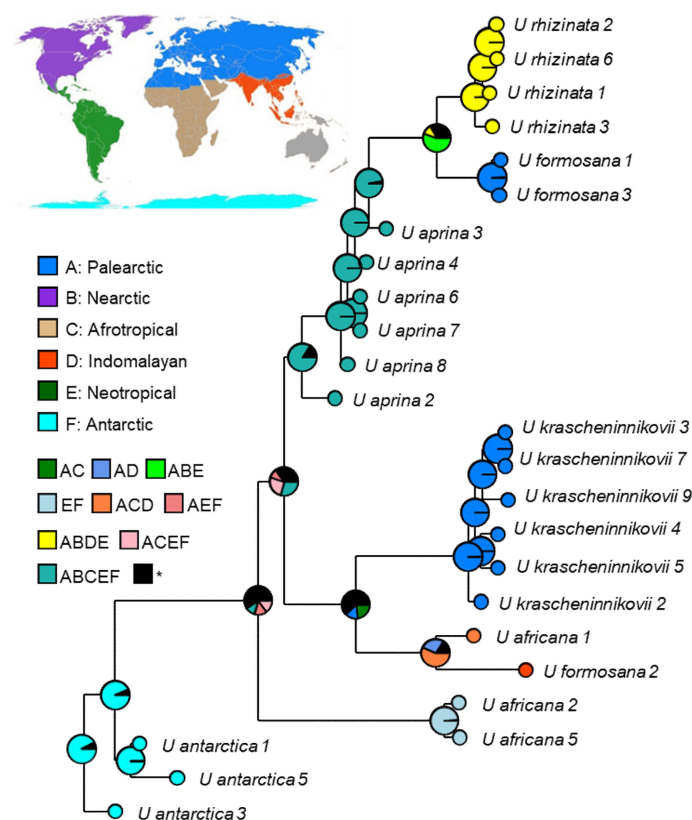 U rhizinata 2
U rhizinata 6
U rhizinata 1
U rhizinata 3
U formosana 1
U formosana 3
U aprina 3
U aprina 4
U aprina 6
U aprina 7
U aprina 8
U aprina 2
A: Palearctic
B: Nearctic
C: Afrotropical
D: Indomalayan
E: Neotropical
F: Antarctic
AC AD ABE
EF ACD AEF
ABDE ACEF
ABCEF *
U krascheninnikovii 3
U krascheninnikovii 7
U krascheninnikovii 9
U krascheninnikovii 4
U krascheninnikovii 5
U krascheninnikovii 2
U africana 1
U formosana 2
U africana 2
U africana 5
U antarctica 1
U antarctica 5
U antarctica 3